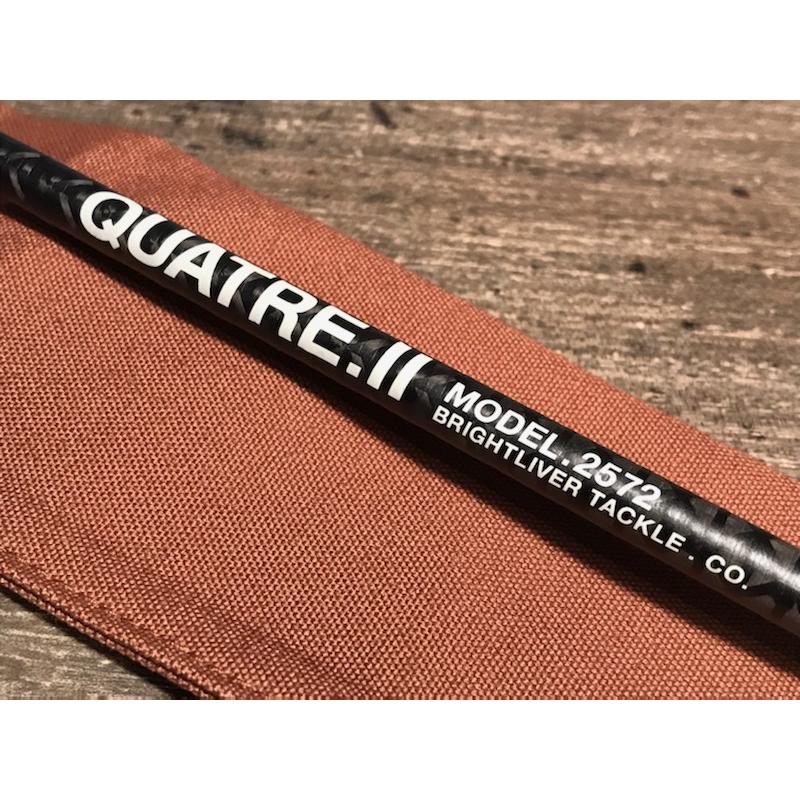 QUATRE.II
MODEL.2572
BRIGHTLIVER TACKLE. CO.